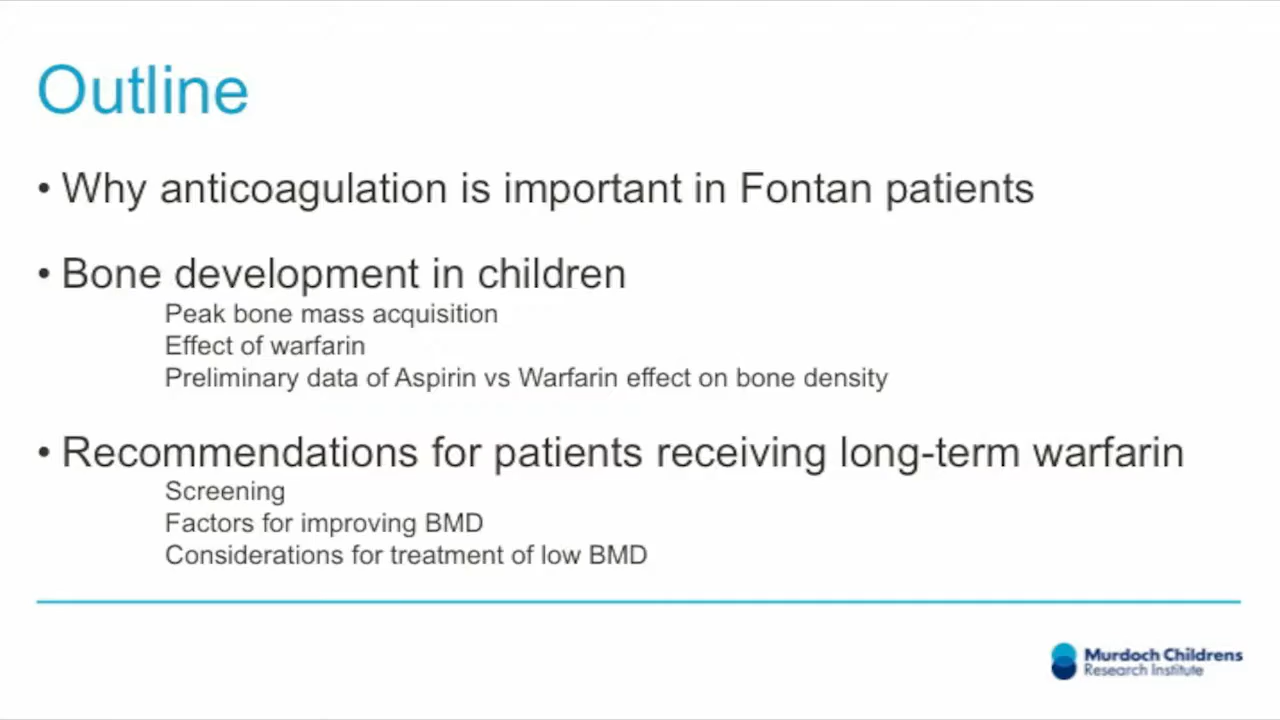 Outline
• Why anticoagulation is important in Fontan patients
• Bone development in children
Peak bone mass acquisition
Effect of warfarin
Preliminary data of Aspirin vs Warfarin effect on bone density
• Recommendations for patients receiving long-term warfarin
Screening
Factors for improving BMD
Considerations for treatment of low BMD
Murdoch Childrens
Research Institute